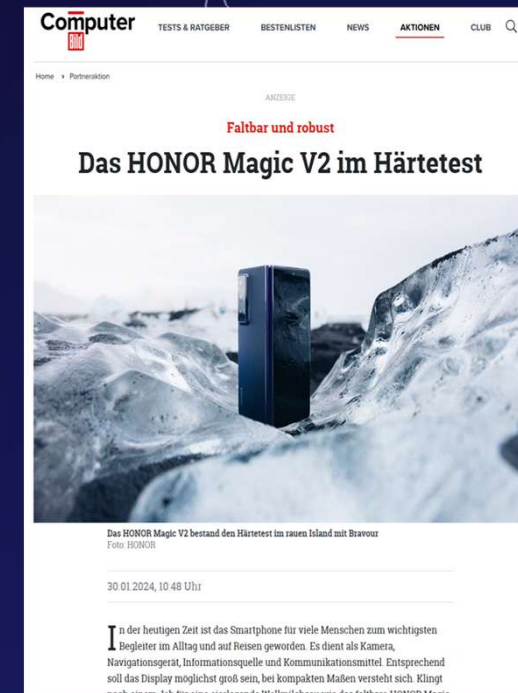 Computer
Bild
TESTS & RATGEBER BESTENLISTEN NEWS AKTIONEN CLUB
Home > Partneraktion
ANZEIGE
Faltbar und robust
Das HONOR Magic V2 im Härtetest
Das HONOR Magic V2 bestand den Härtetest im rauen Island mit Bravour
Foto: HONOR
30.01.2024, 10:48 Uhr
In der heutigen Zeit ist das Smartphone für viele Menschen zum wichtigsten
Begleiter im Alltag und auf Reisen geworden. Es dient als Kamera,
Navigationsgerät, Informationsquelle und Kommunikationsmittel. Entsprechend
soll das Display möglichst groß sein, bei kompakten Maßen versteht sich. Klingt